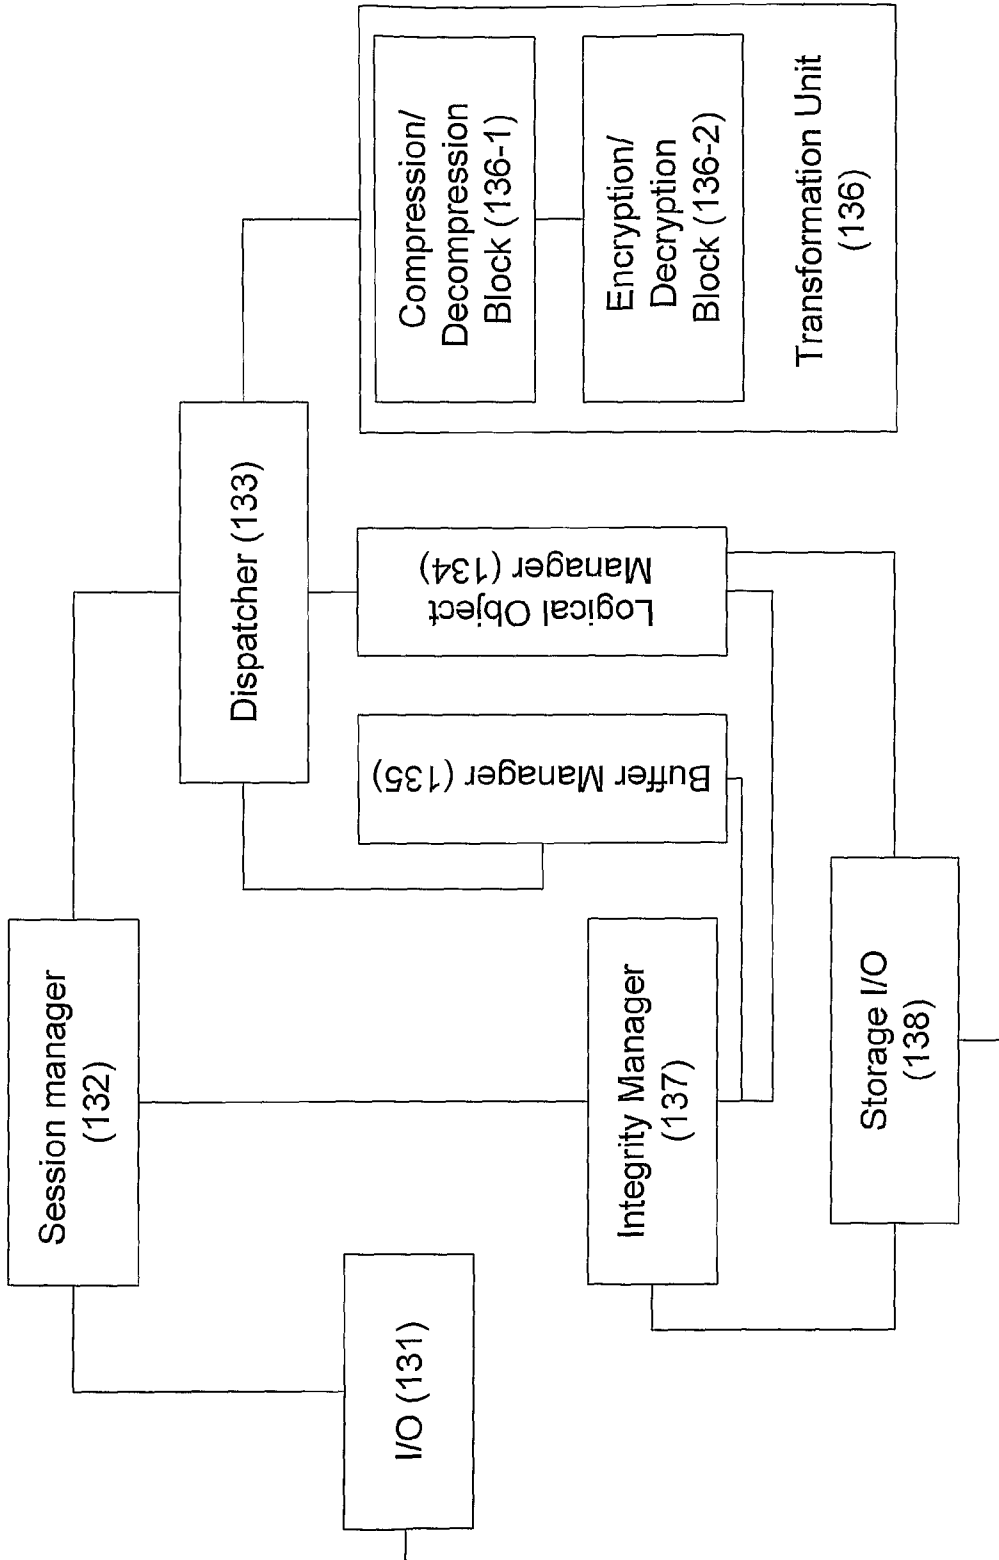 Session manager
(132)
I/O (131)
Dispatcher (133)
Integrity Manager
(137)
Buffer Manager (135)
Logical Object
Manager (134)
Storage I/O
(138)
Compression/
Decompression
Block (136-1)
Encryption/
Decryption
Block (136-2)
Transformation Unit
(136)